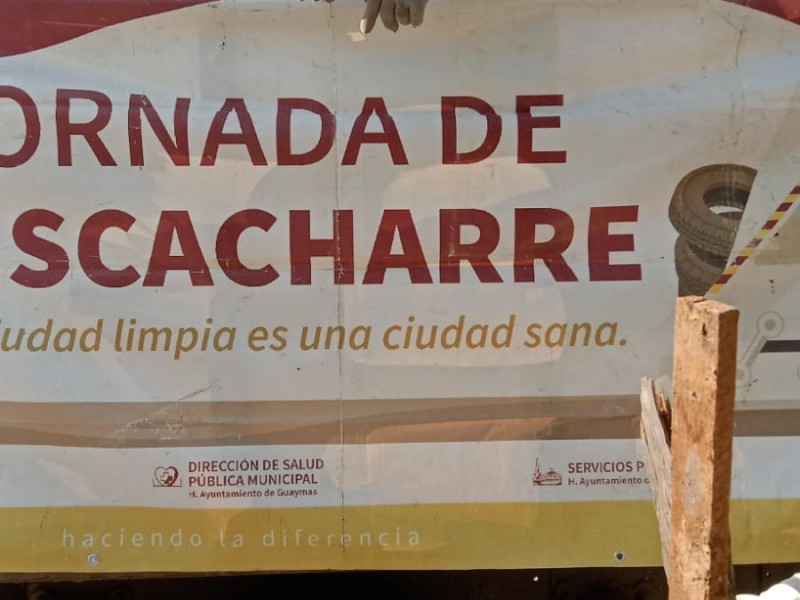 ORNADA DE
SCACHARRE
iudad limpia es una ciudad sana.
DIRECCIÓN DE SALUD
PÚBLICA MUNICIPAL
H. Ayuntamiento de Guaymas
SERVICIOS P
H. Ayuntamiento
haciendo la diferencia